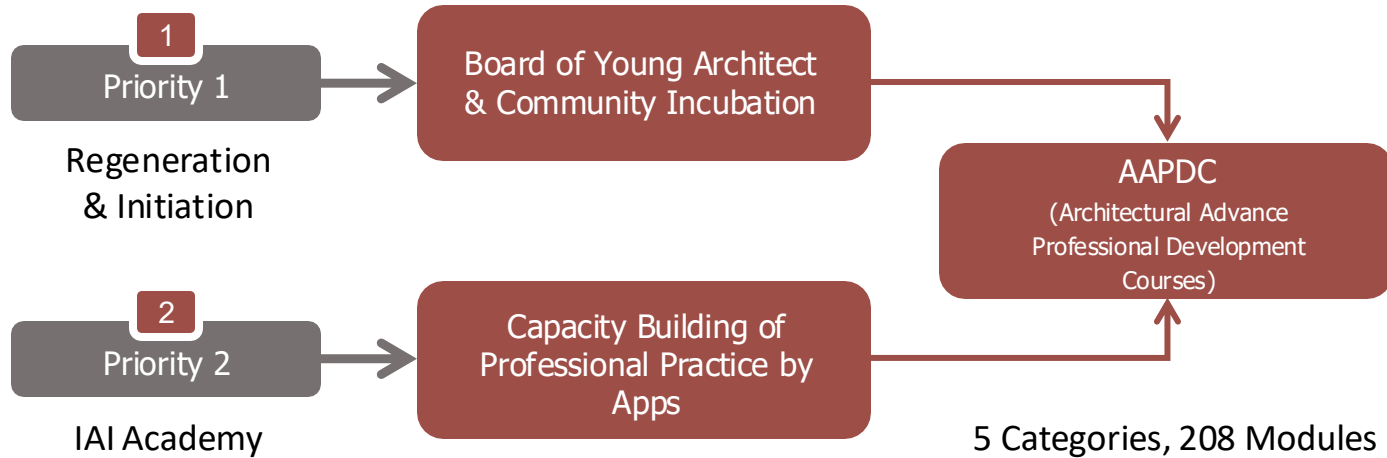 1
Priority 1
Regeneration
& Initiation
Board of Young Architect
& Community Incubation
AAPDC
(Architectural Advance
Professional Development
Courses)
2
Priority 2
IAI Academy
Capacity Building of
Professional Practice by
Apps
5 Categories, 208 Modules